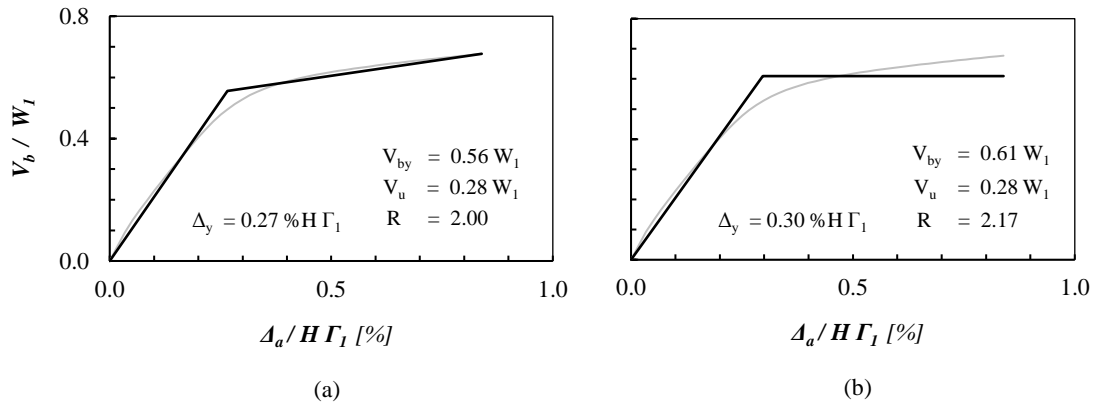 0.8
0.4
0.0
V_b / W_1
V_by = 0.56 W_1
V_u = 0.28 W_1
Δ_y = 0.27 %H Γ_1
R = 2.00
0.0 0.5 1.0
Δ_a / H Γ_1 [%]
(a)
V_by = 0.61 W_1
V_u = 0.28 W_1
Δ_y = 0.30 %H Γ_1
R = 2.17
0.0 0.5 1.0
Δ_a / H Γ_1 [%]
(b)